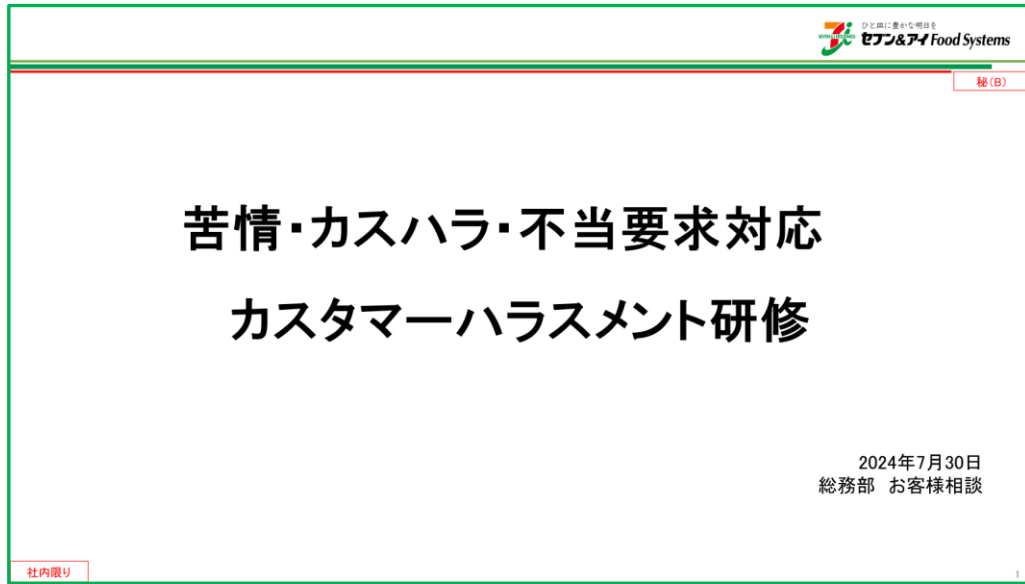 ひと皿に豊かな明日を
セブン&アイ Food Systems
秘(B)
苦情・カスハラ・不当要求対応
カスタマーハラスメント研修
2024年7月30日
総務部 お客様相談
社内限り
1